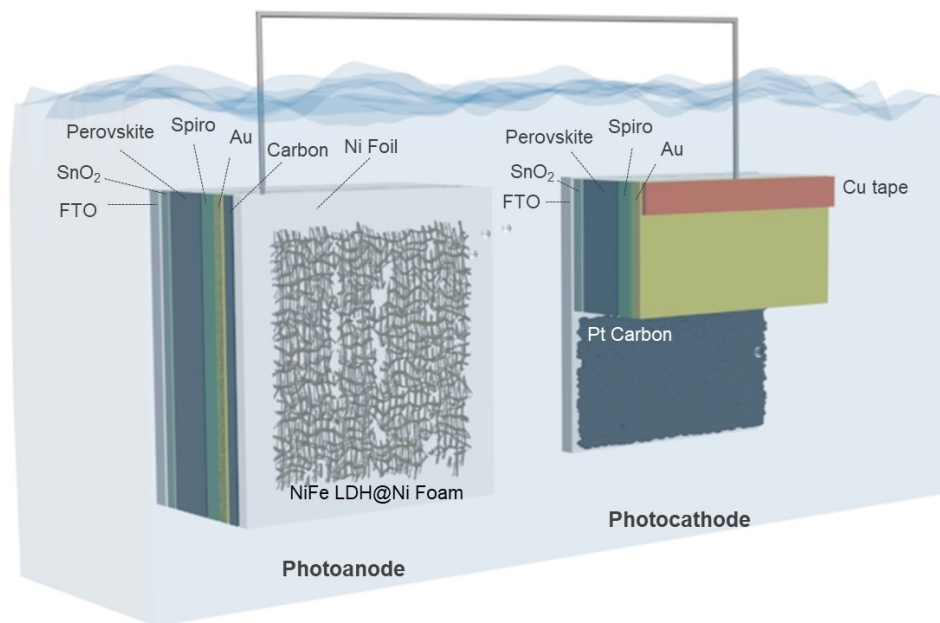 Perovskite
Spiro
Au
Carbon
Ni Foil
SnO₂
FTO
NiFe LDH@Ni Foam
Photoanode
Perovskite
Spiro
Au
SnO₂
FTO
Cu tape
Pt Carbon
Photocathode